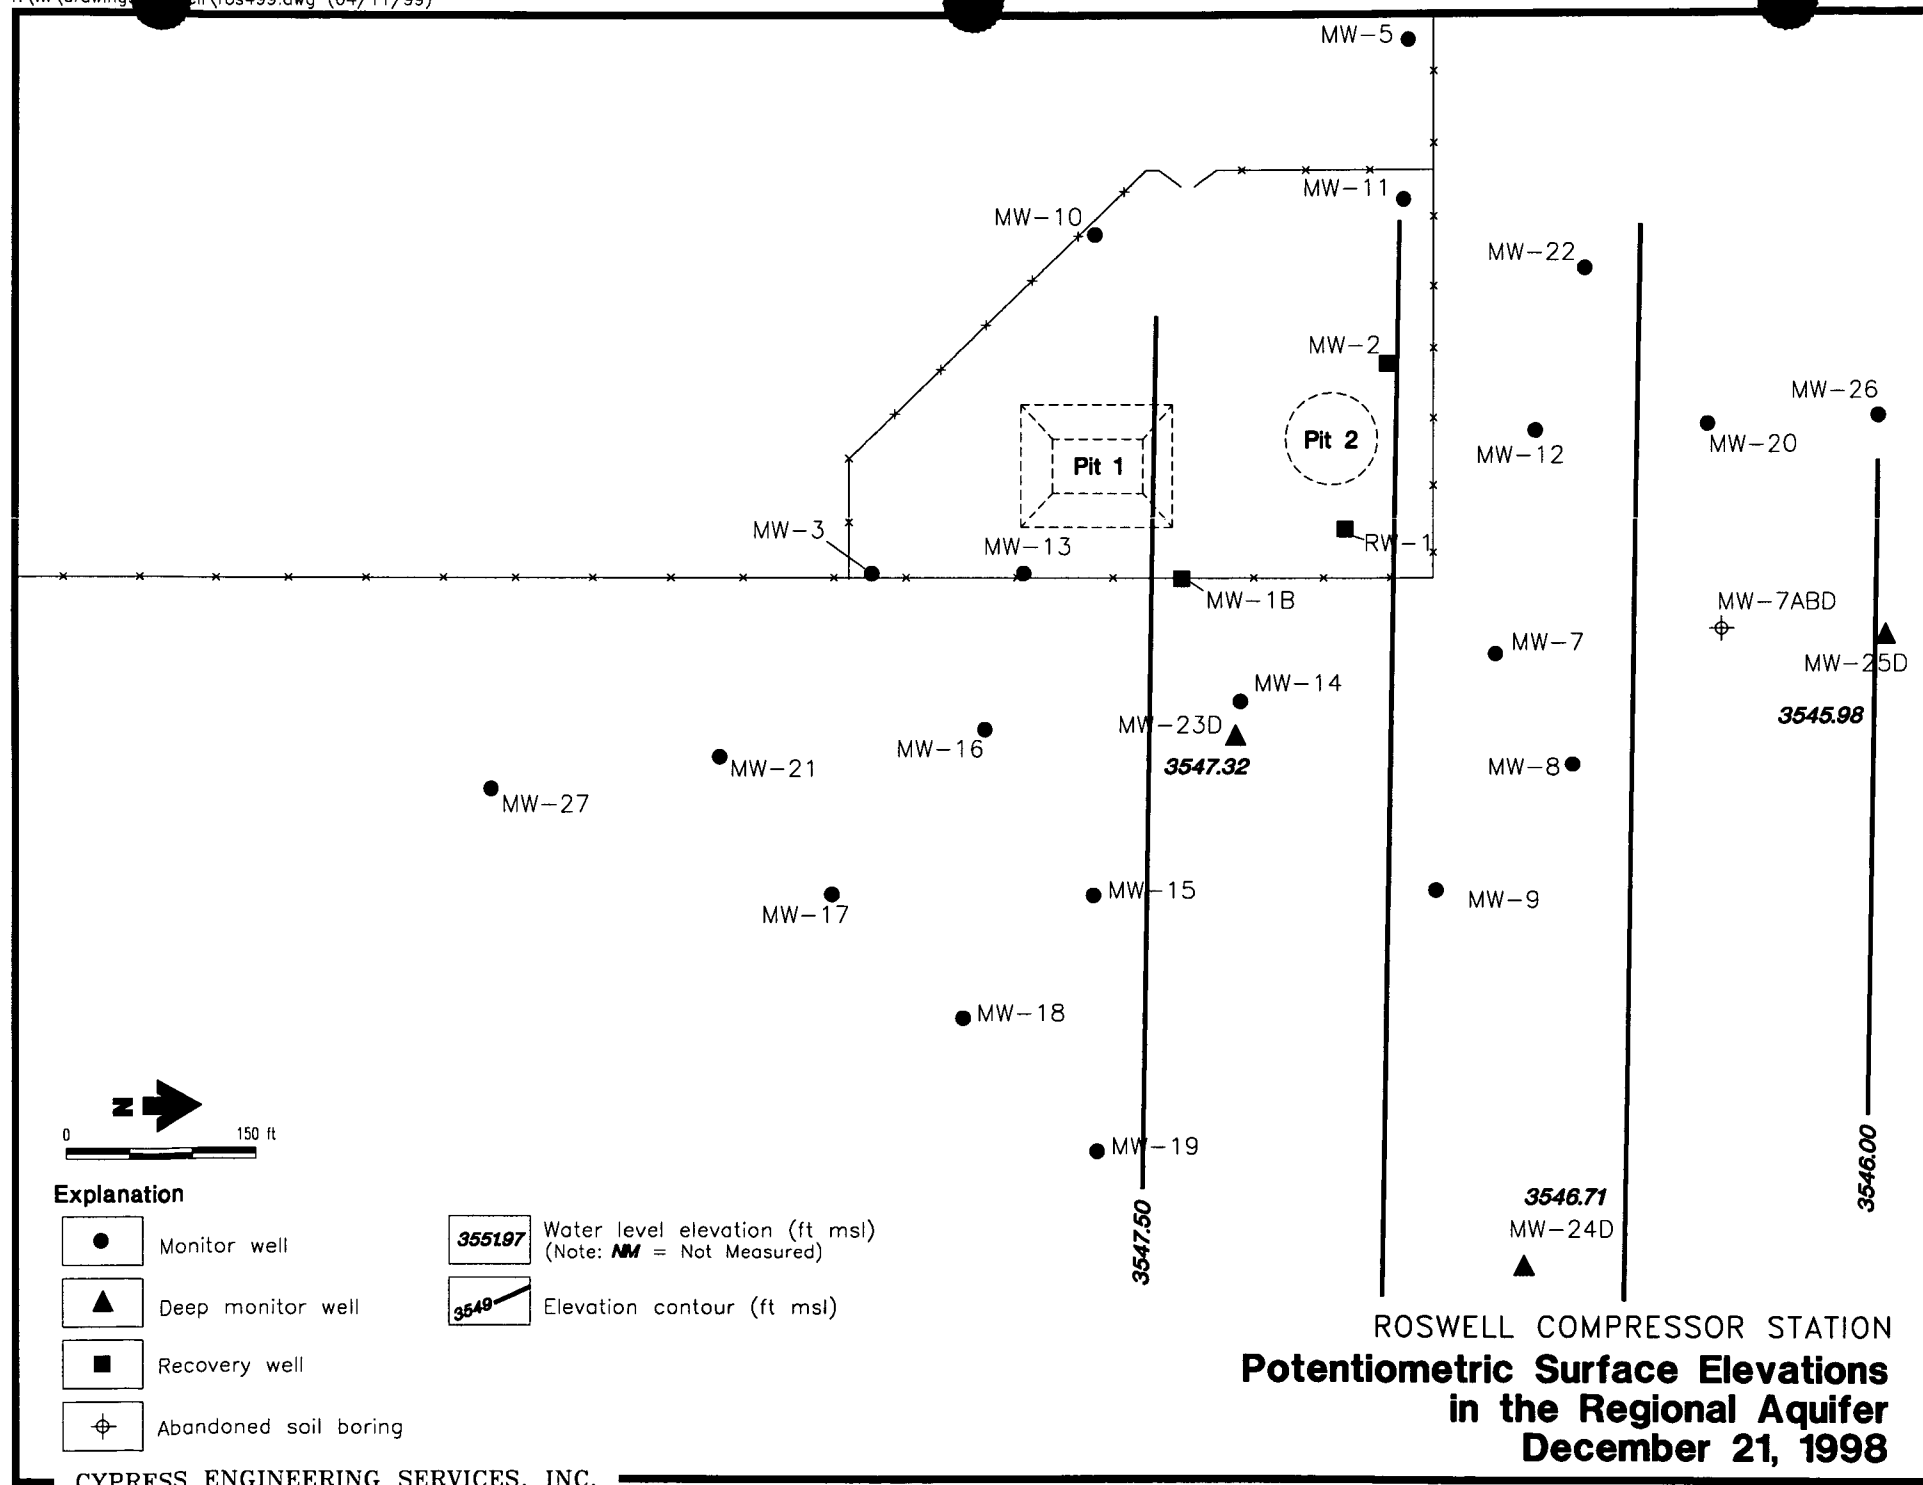 MW-5
MW-11
MW-10
MW-22
MW-2
MW-26
Pit 2
MW-12
MW-20
Pit 1
MW-3
MW-13
RW-1
MW-1B
MW-7ABD
MW-7
MW-25D
MW-14
3545.98
MW-23D
MW-16
3547.32
MW-8
MW-21
MW-27
MW-15
MW-9
MW-17
MW-18
N
0 150 ft
MW-19
3546.00
3547.50
3546.71
MW-24D
Explanation
Monitor well
Deep monitor well
Recovery well
Abandoned soil boring
3551.97 Water level elevation (ft msl)
(Note: NM = Not Measured)
3549 Elevation contour (ft msl)
ROSWELL COMPRESSOR STATION
Potentiometric Surface Elevations
in the Regional Aquifer
December 21, 1998
CYPRESS ENGINEERING SERVICES, INC.